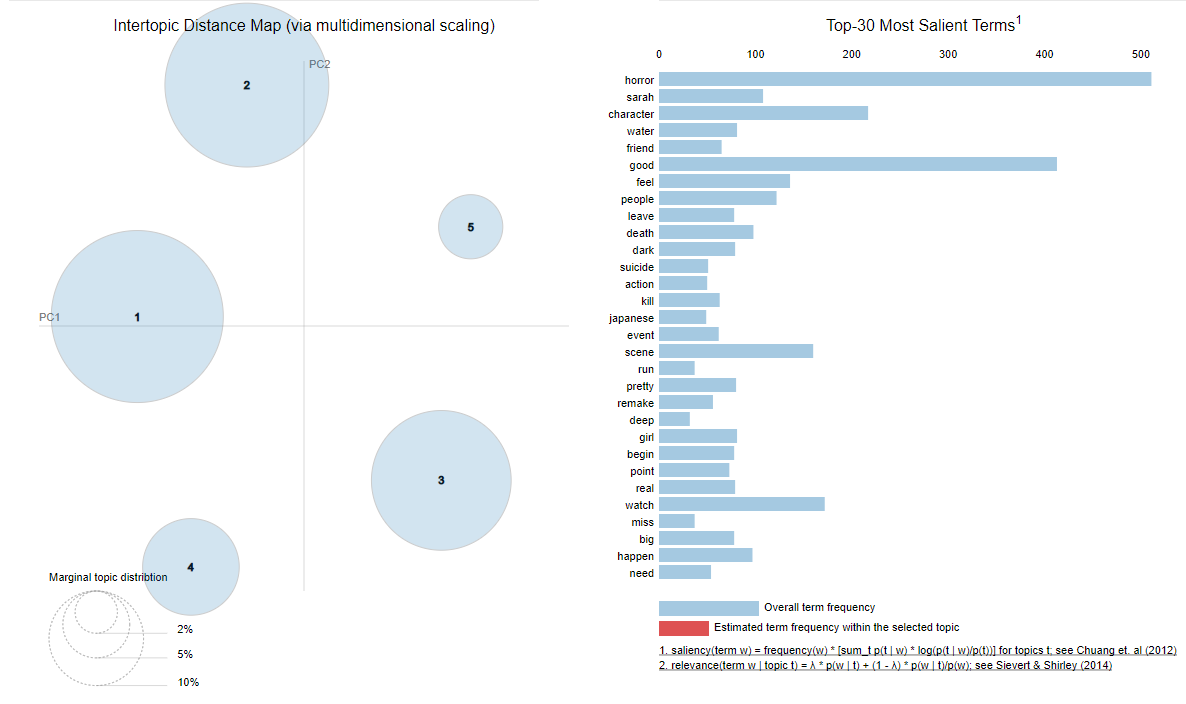 Intertopic Distance Map (via multidimensional scaling)
PC2
2
5
PC1
1
3
4
Marginal topic distribtion
2%
5%
10%
Top-30 Most Salient Terms1
0 100 200 300 400 500
horror
sarah
character
water
friend
good
feel
people
leave
death
dark
suicide
action
kill
japanese
event
scene
run
pretty
remake
deep
girl
begin
point
real
watch
miss
big
happen
need
Overall term frequency
Estimated term frequency within the selected topic
1. saliency(term w) = frequency(w) * [sum_t p(t | w) * log(p(t | w)/p(t))] for topics t; see Chuang et. al (2012)
2. relevance(term w | topic t) = λ * p(w | t) + (1 - λ) * p(w | t)/p(w); see Sievert & Shirley (2014)